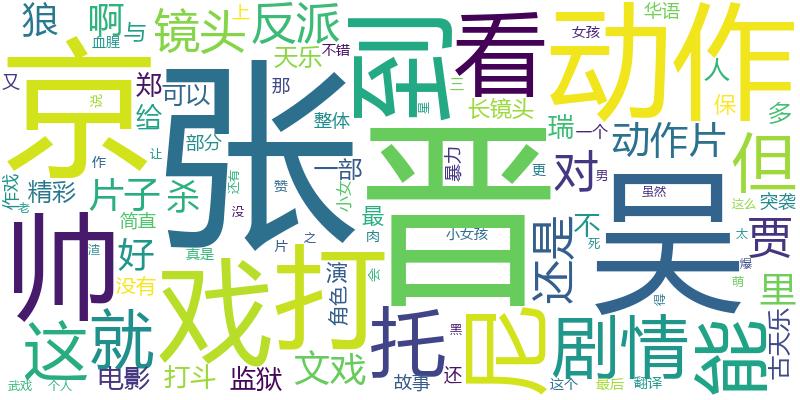 狼
啊
与
镜头
上
反派
血腥
天乐
不错
到
看
女孩
华语
动作
人
保
又
京
混
郑
给
可以
那
张
长镜头
星
三
瑞
一个
多
部分
整体
晋
动作片
但
作
让
作戏
片子
杀
还有
一部
小女
暴力
更
对
男
吴
虽然
突袭
精彩
老
帅
简直
好
没
赞
最
肉
片
之
还是
不
死
这么
贾
没有
渣
真是
戏
打
演
角色
会
小女孩
太
爆
萌
里
这
就
托
黑
尼
剧情
得
能
古天乐
电影
打斗
监狱
文戏
故事
还
武戏
个人
这个
最后
翻译